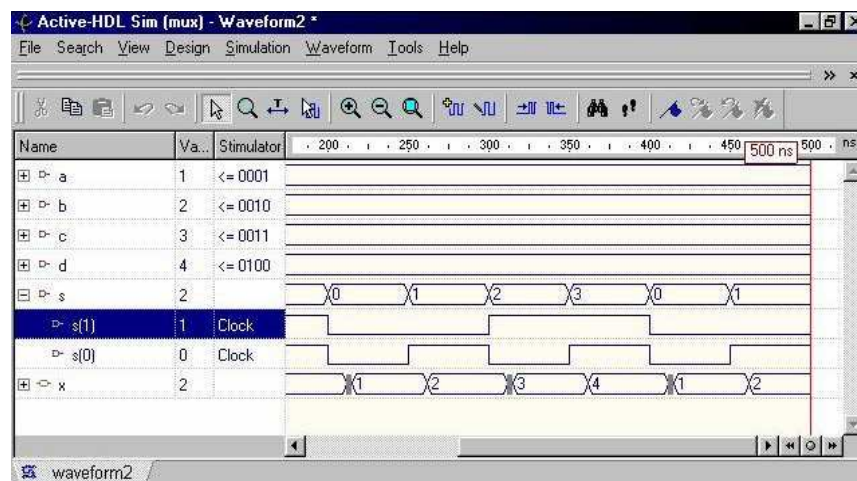 Active-HDL Sim (mux) - Waveform2 *
File Search View Design Simulation Waveform Tools Help
Name Va... Stimulator 200 250 300 350 400 450 500 ns
500 ns
a 1 <= 0001
b 2 <= 0010
c 3 <= 0011
d 4 <= 0100
s 2 0 1 2 3 0 1
s(1) 1 Clock
s(0) 0 Clock
x 2 1 2 3 4 1 2
waveform2